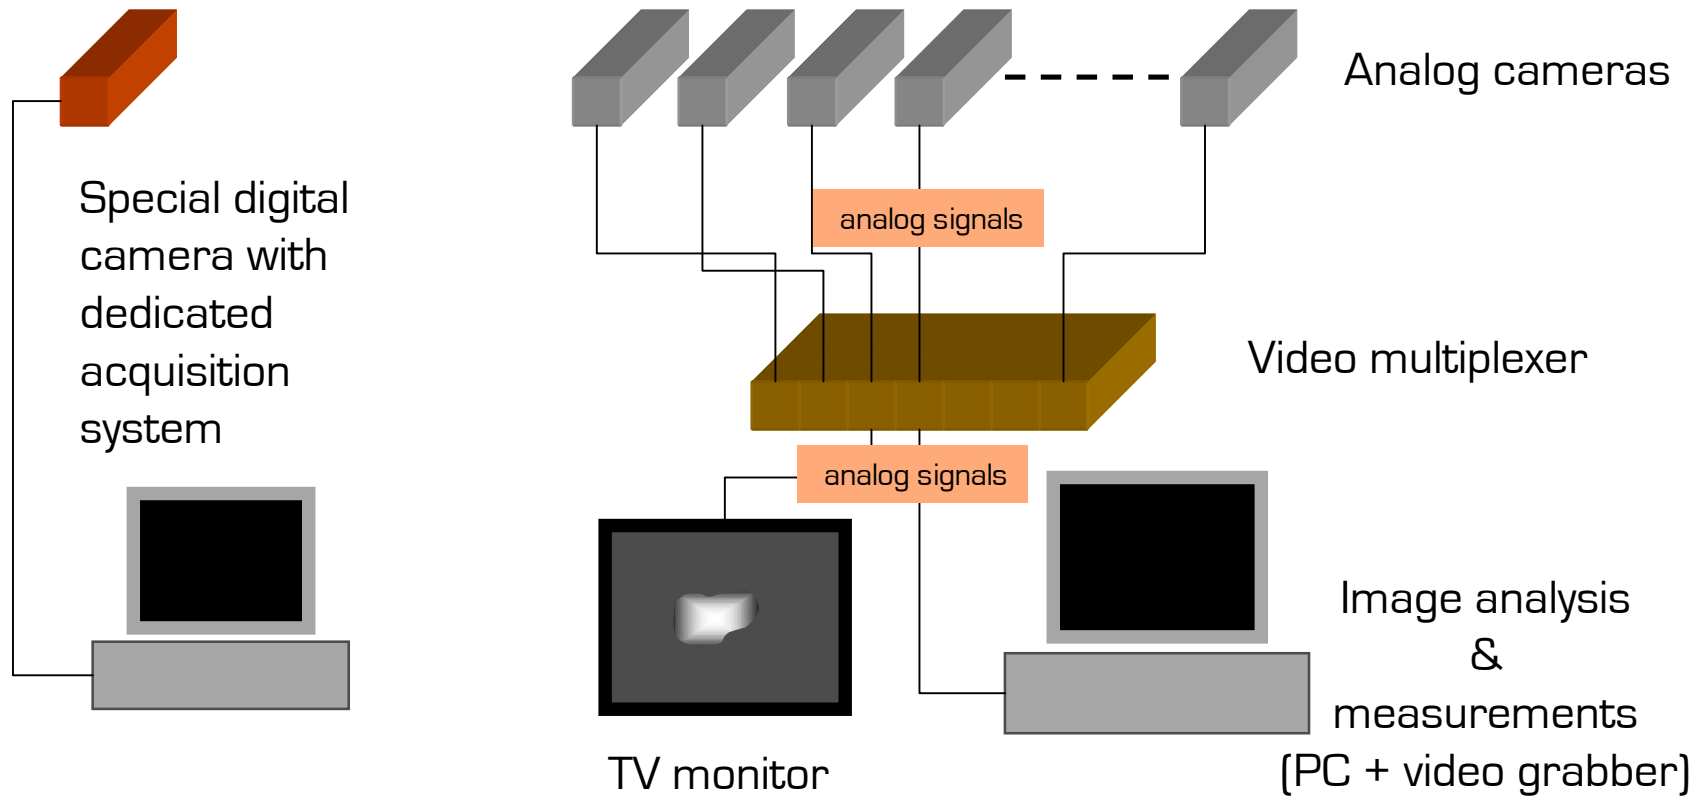 Analog cameras
Special digital
camera with
dedicated
acquisition
system
analog signals
Video multiplexer
analog signals
TV monitor
Image analysis
&
measurements
(PC + video grabber)